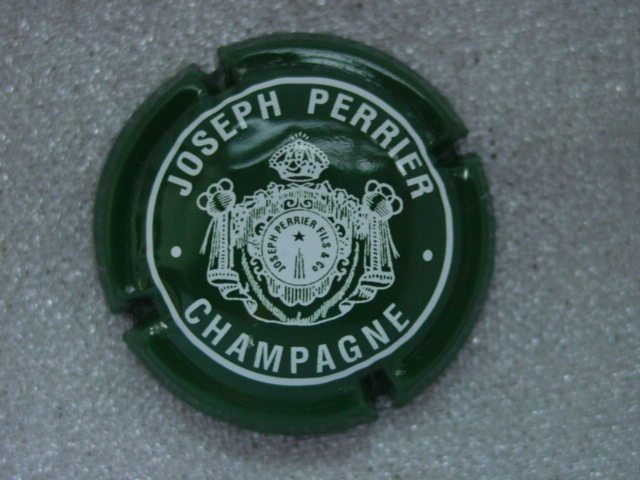 JOSEPH PERRIER
JOSEPH PERRIER FILS & Co
CHAMPAGNE